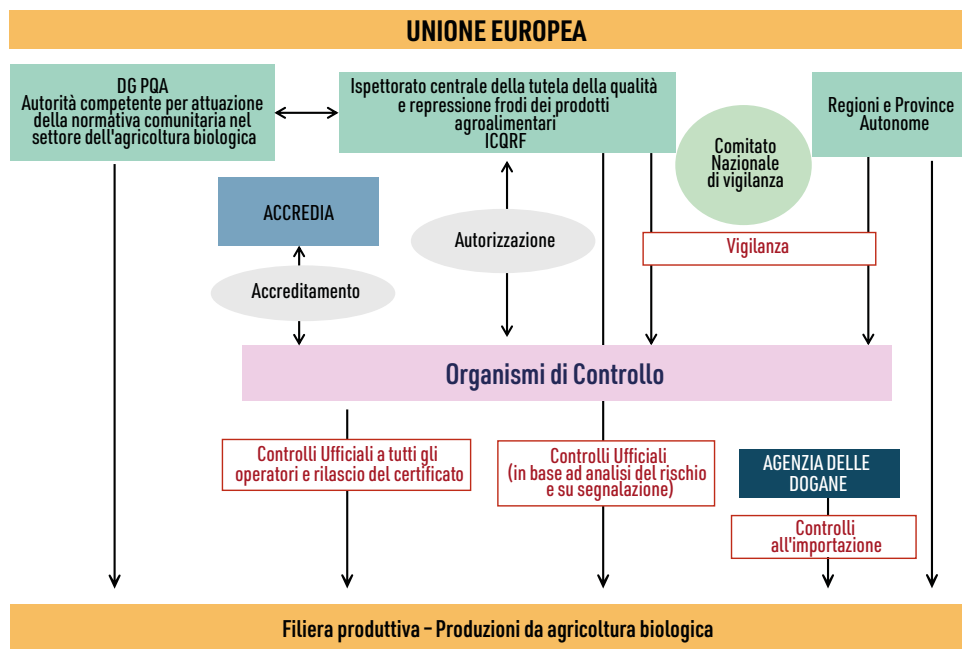 UNIONE EUROPEA
DG PQA
Autorità competente per attuazione
della normativa comunitaria nel
settore dell'agricoltura biologica
Ispettorato centrale della tutela della qualità
e repressione frodi dei prodotti
agroalimentari
ICQRF
Comitato
Nazionale
di vigilanza
Regioni e Province
Autonome
ACCREDIA
Autorizzazione
Vigilanza
Accreditamento
Organismi di Controllo
Controlli Ufficiali a tutti gli
operatori e rilascio del certificato
Controlli Ufficiali
(in base ad analisi del rischio
e su segnalazione)
AGENZIA DELLE
DOGANE
Controlli
all'importazione
Filiera produttiva – Produzioni da agricoltura biologica